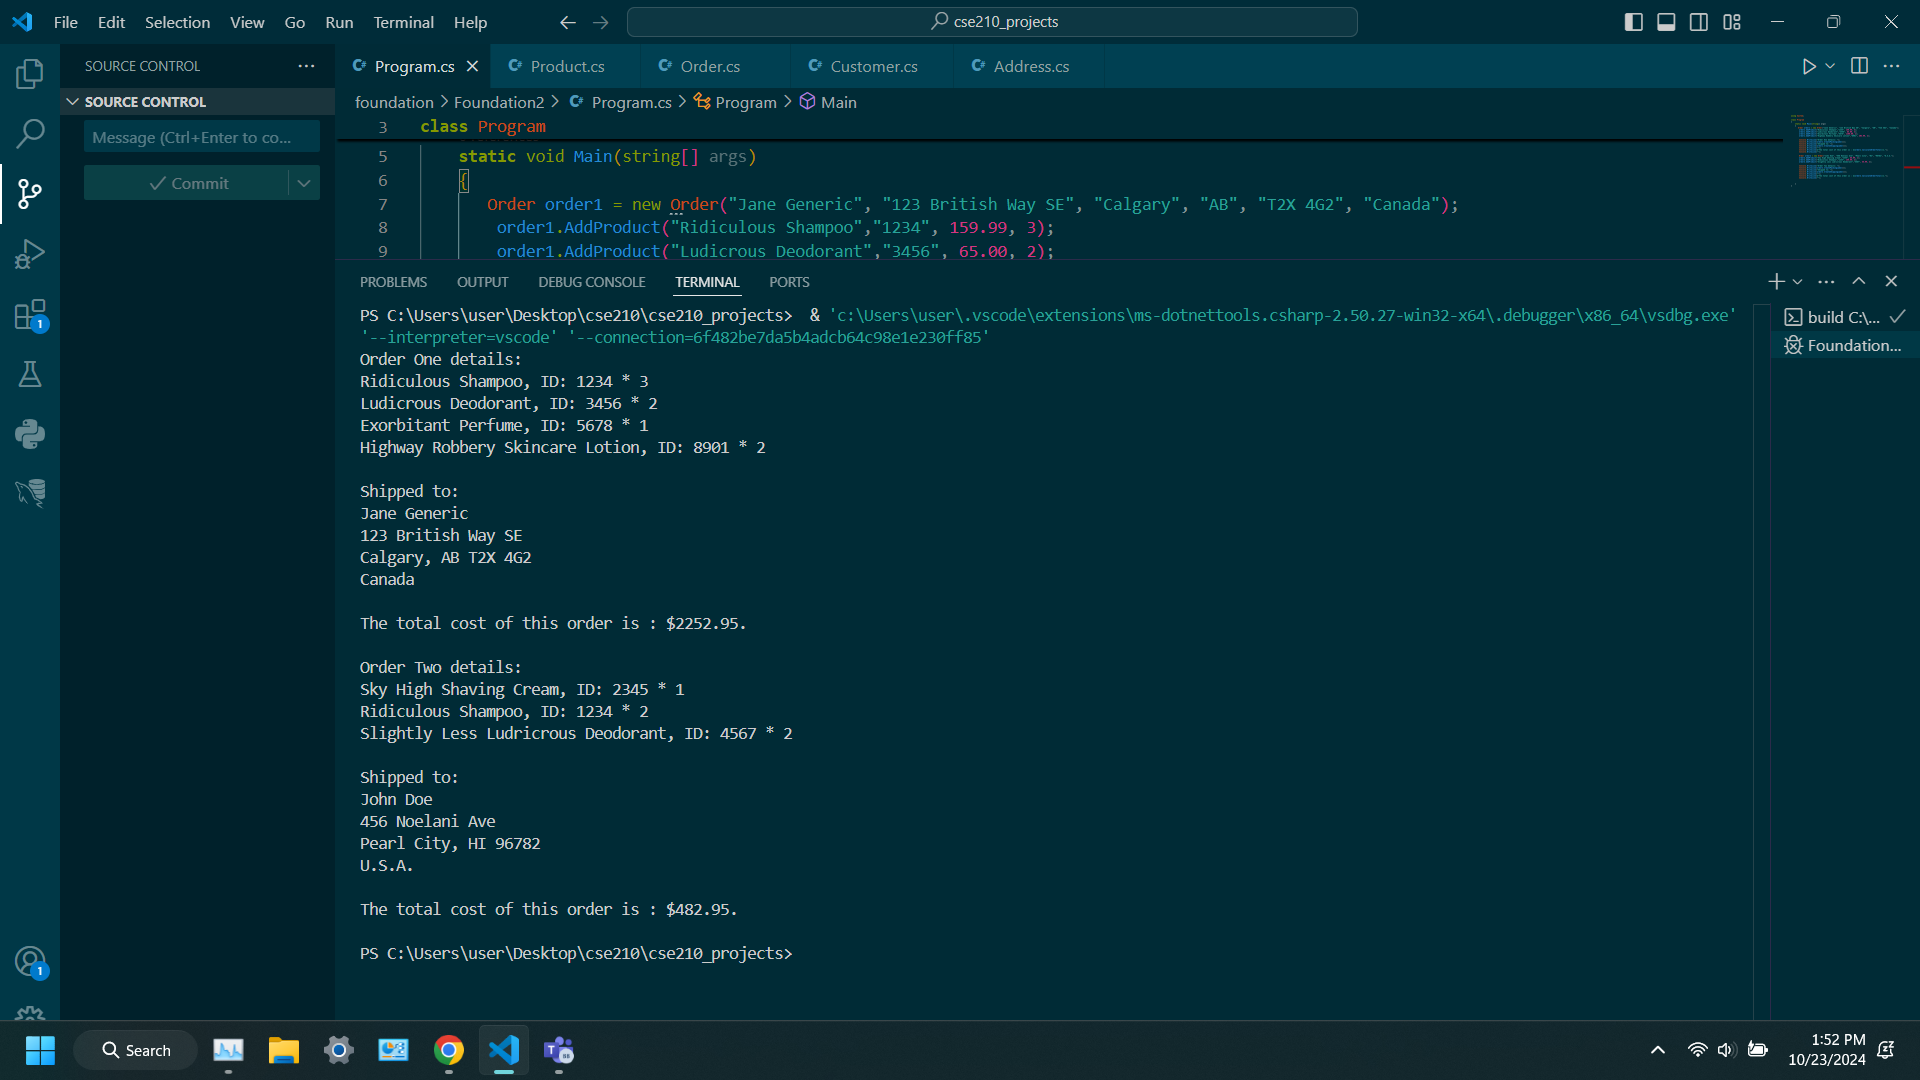 File Edit Selection View Go Run Terminal Help
cse210_projects
SOURCE CONTROL
Program.cs Product.cs Order.cs Customer.cs Address.cs
SOURCE CONTROL
foundation > Foundation2 > Program.cs > Program > Main
Message (Ctrl+Enter to co...
Commit
3 class Program
5 static void Main(string[] args)
6 {
7 Order order1 = new Order("Jane Generic", "123 British Way SE", "Calgary", "AB", "T2X 4G2", "Canada");
8 order1.AddProduct("Ridiculous Shampoo","1234", 159.99, 3);
9 order1.AddProduct("Ludicrous Deodorant","3456", 65.00, 2);
PROBLEMS OUTPUT DEBUG CONSOLE TERMINAL PORTS
PS C:\Users\user\Desktop\cse210\cse210_projects> & 'c:\Users\user\.vscode\extensions\ms-dotnettools.csharp-2.50.27-win32-x64\.debugger\x86_64\vsdbg.exe'
'--interpreter=vscode' '--connection=6f482be7da5b4adcb64c98e1e230ff85'
build C:\...
Foundation...
Order One details:
Ridiculous Shampoo, ID: 1234 * 3
Ludicrous Deodorant, ID: 3456 * 2
Exorbitant Perfume, ID: 5678 * 1
Highway Robbery Skincare Lotion, ID: 8901 * 2
Shipped to:
Jane Generic
123 British Way SE
Calgary, AB T2X 4G2
Canada
The total cost of this order is : $2252.95.
Order Two details:
Sky High Shaving Cream, ID: 2345 * 1
Ridiculous Shampoo, ID: 1234 * 2
Slightly Less Ludricrous Deodorant, ID: 4567 * 2
Shipped to:
John Doe
456 Noelani Ave
Pearl City, HI 96782
U.S.A.
The total cost of this order is : $482.95.
PS C:\Users\user\Desktop\cse210\cse210_projects>
1
1
Search
1:52 PM
10/23/2024